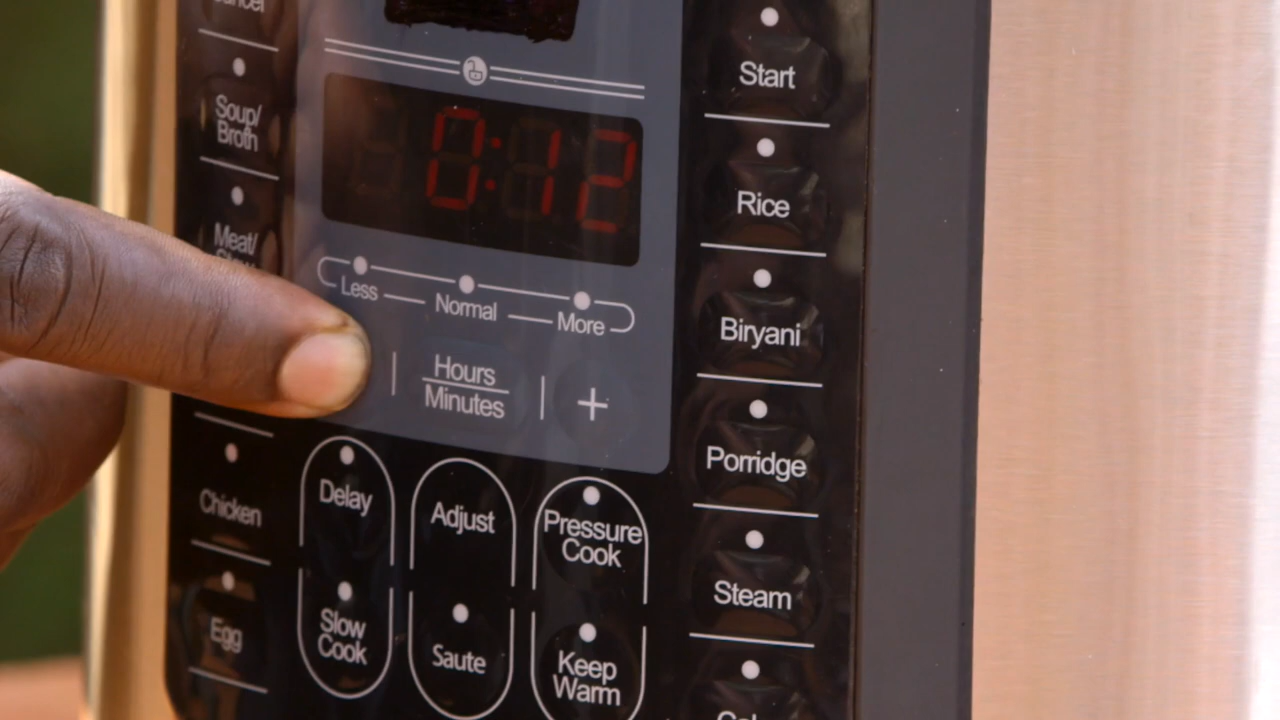 Soup/
Broth
Meat/
Chicken
Egg
0:12
Less
Normal
More
Hours
Minutes
+
Delay
Adjust
Pressure
Cook
Slow
Cook
Saute
Keep
Warm
Start
Rice
Biryani
Porridge
Steam